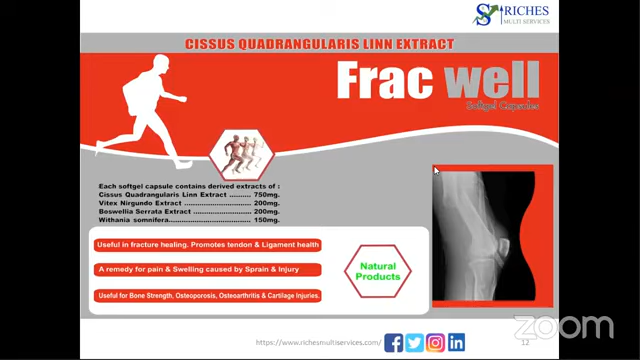 RICHES
MULTI SERVICES
CISSUS QUADRANGULARIS LINN EXTRACT
Frac well
Softgel Capsules
Each softgel capsule contains derived extracts of :
Cissus Quadrangularis Linn Extract .......... 750mg.
Vitex Nirgundo Extract ............................... 200mg.
Boswellia Serrata Extract ........................... 200mg.
Withania somnifera..................................... 150mg.
Useful in fracture healing. Promotes tendon & Ligament health
A remedy for pain & Swelling caused by Sprain & Injury
Useful for Bone Strength, Osteoporosis, Osteoarthritis & Cartilage Injuries.
Natural
Products
https://www.richesmultiservices.com/
12
zoom